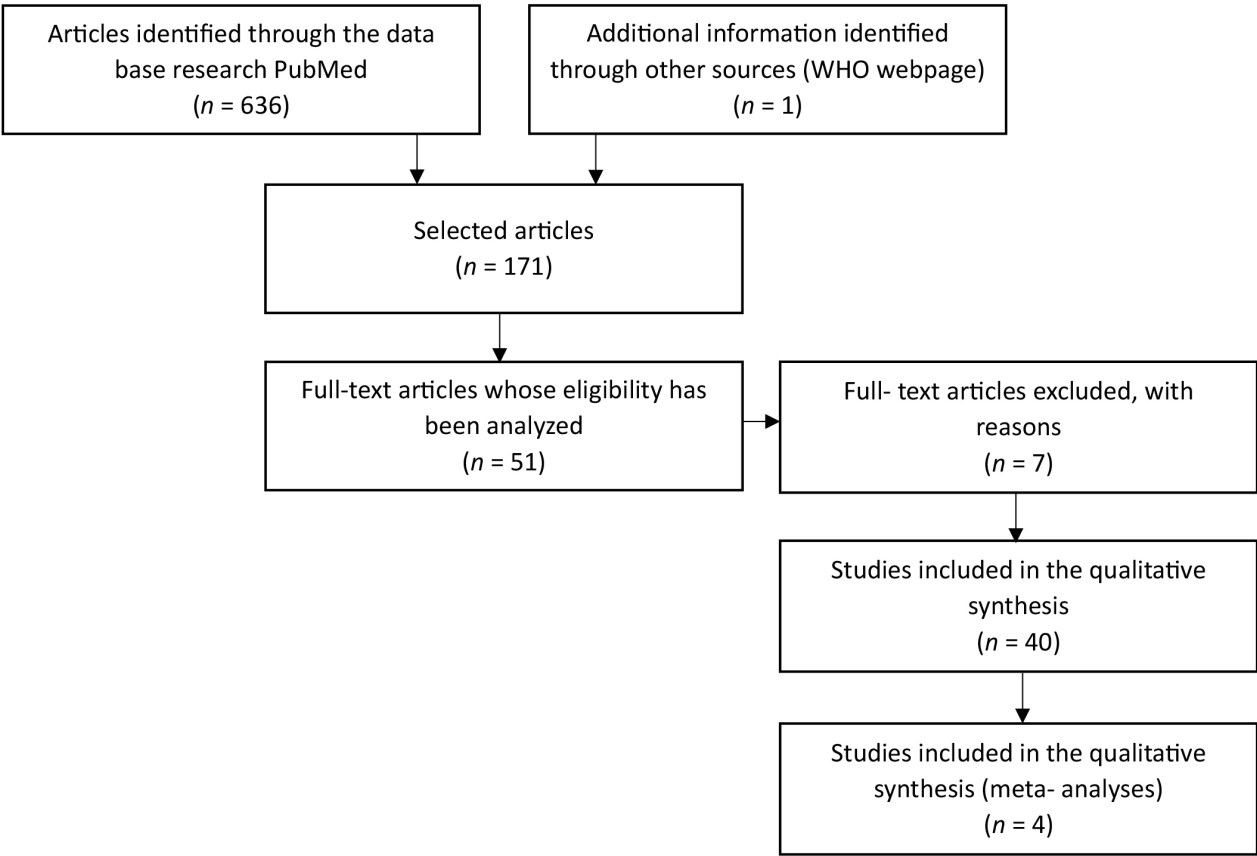 Articles identified through the data
base research PubMed
(n = 636)
Additional information identified
through other sources (WHO webpage)
(n = 1)
Selected articles
(n = 171)
Full-text articles whose eligibility has
been analyzed
(n = 51)
Full- text articles excluded, with
reasons
(n = 7)
Studies included in the qualitative
synthesis
(n = 40)
Studies included in the qualitative
synthesis (meta- analyses)
(n = 4)